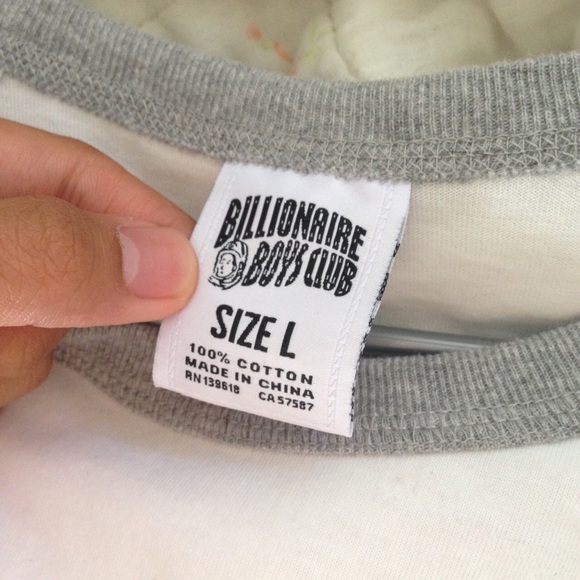 BILLIONAIRE
BOYS CLUB
SIZE L
100% COTTON
MADE IN CHINA
RN 139618 CA 57587